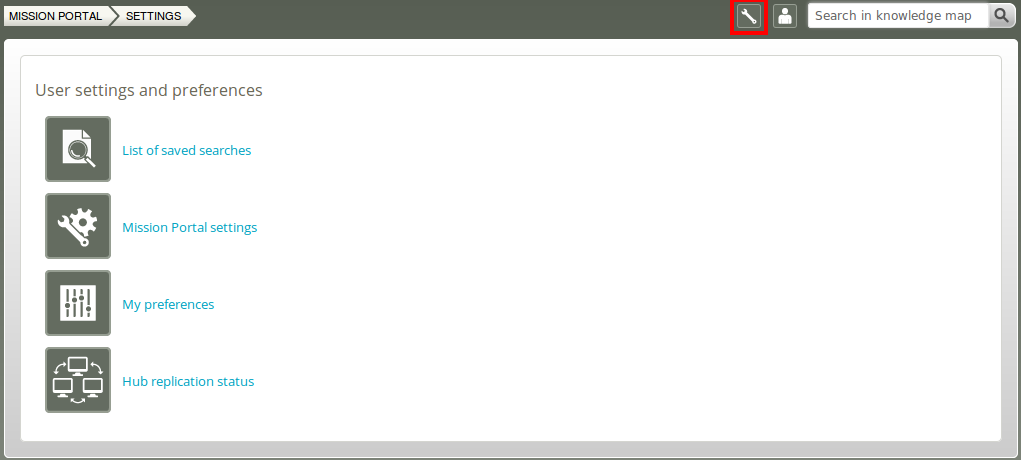 MISSION PORTAL SETTINGS Search in knowledge map
User settings and preferences
List of saved searches
Mission Portal settings
My preferences
Hub replication status